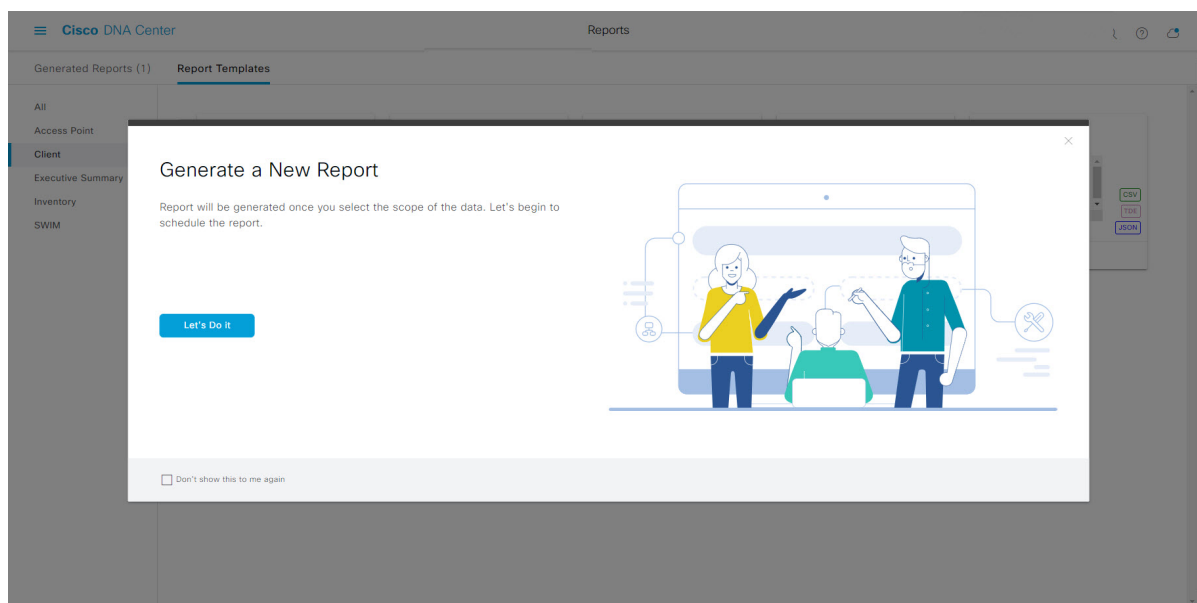 Cisco DNA Center
Reports
Generated Reports (1)
Report Templates
All
Access Point
Client
Executive Summary
Inventory
SWIM
Generate a New Report
Report will be generated once you select the scope of the data. Let's begin to
schedule the report.
Let's Do it
Don't show this to me again
CSV
TDE
JSON